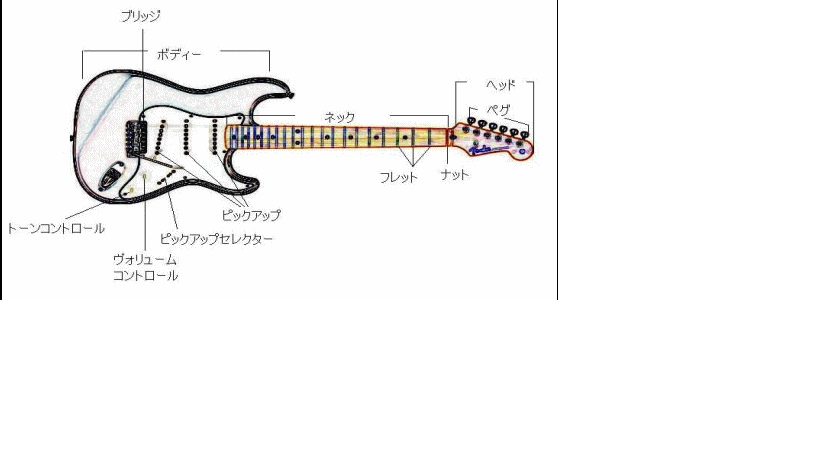 ブリッジ
ボディー
ヘッド
ペグ
ネック
フレット
ナット
ピックアップ
トーンコントロール
ピックアップセレクター
ヴォリューム
コントロール